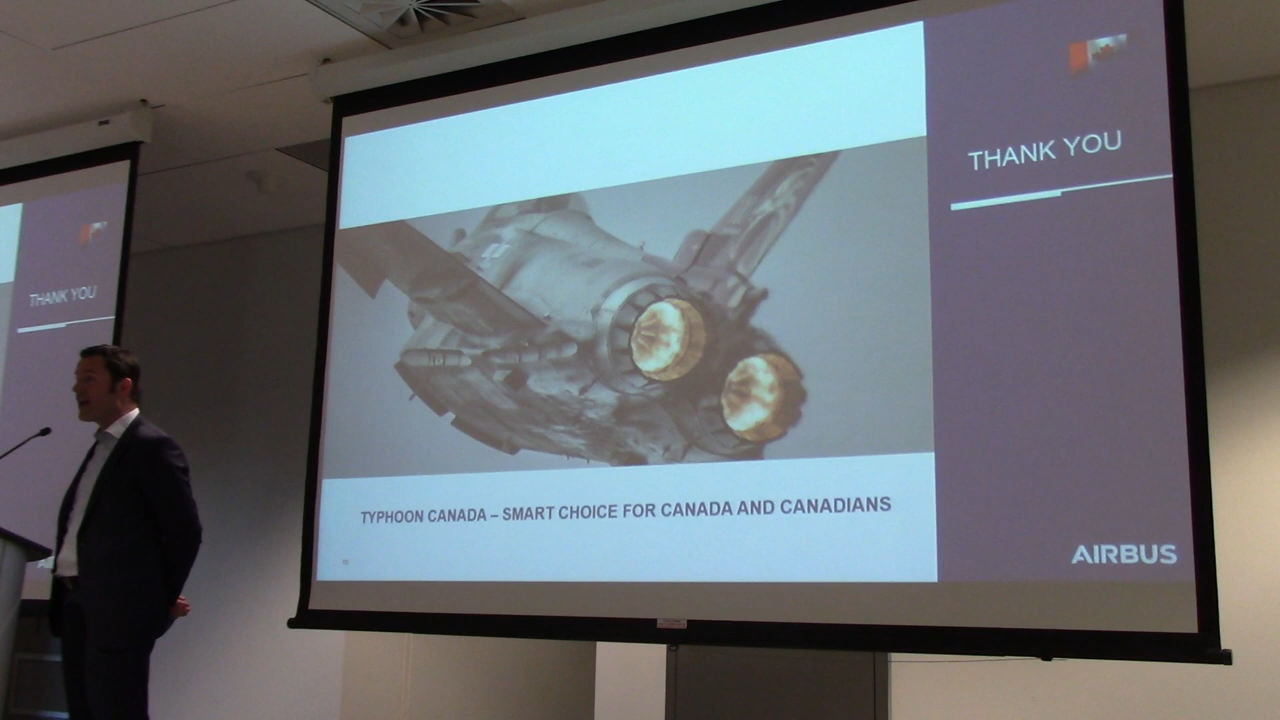 THANK YOU
THANK YOU
TYPHOON CANADA – SMART CHOICE FOR CANADA AND CANADIANS
AIRBUS